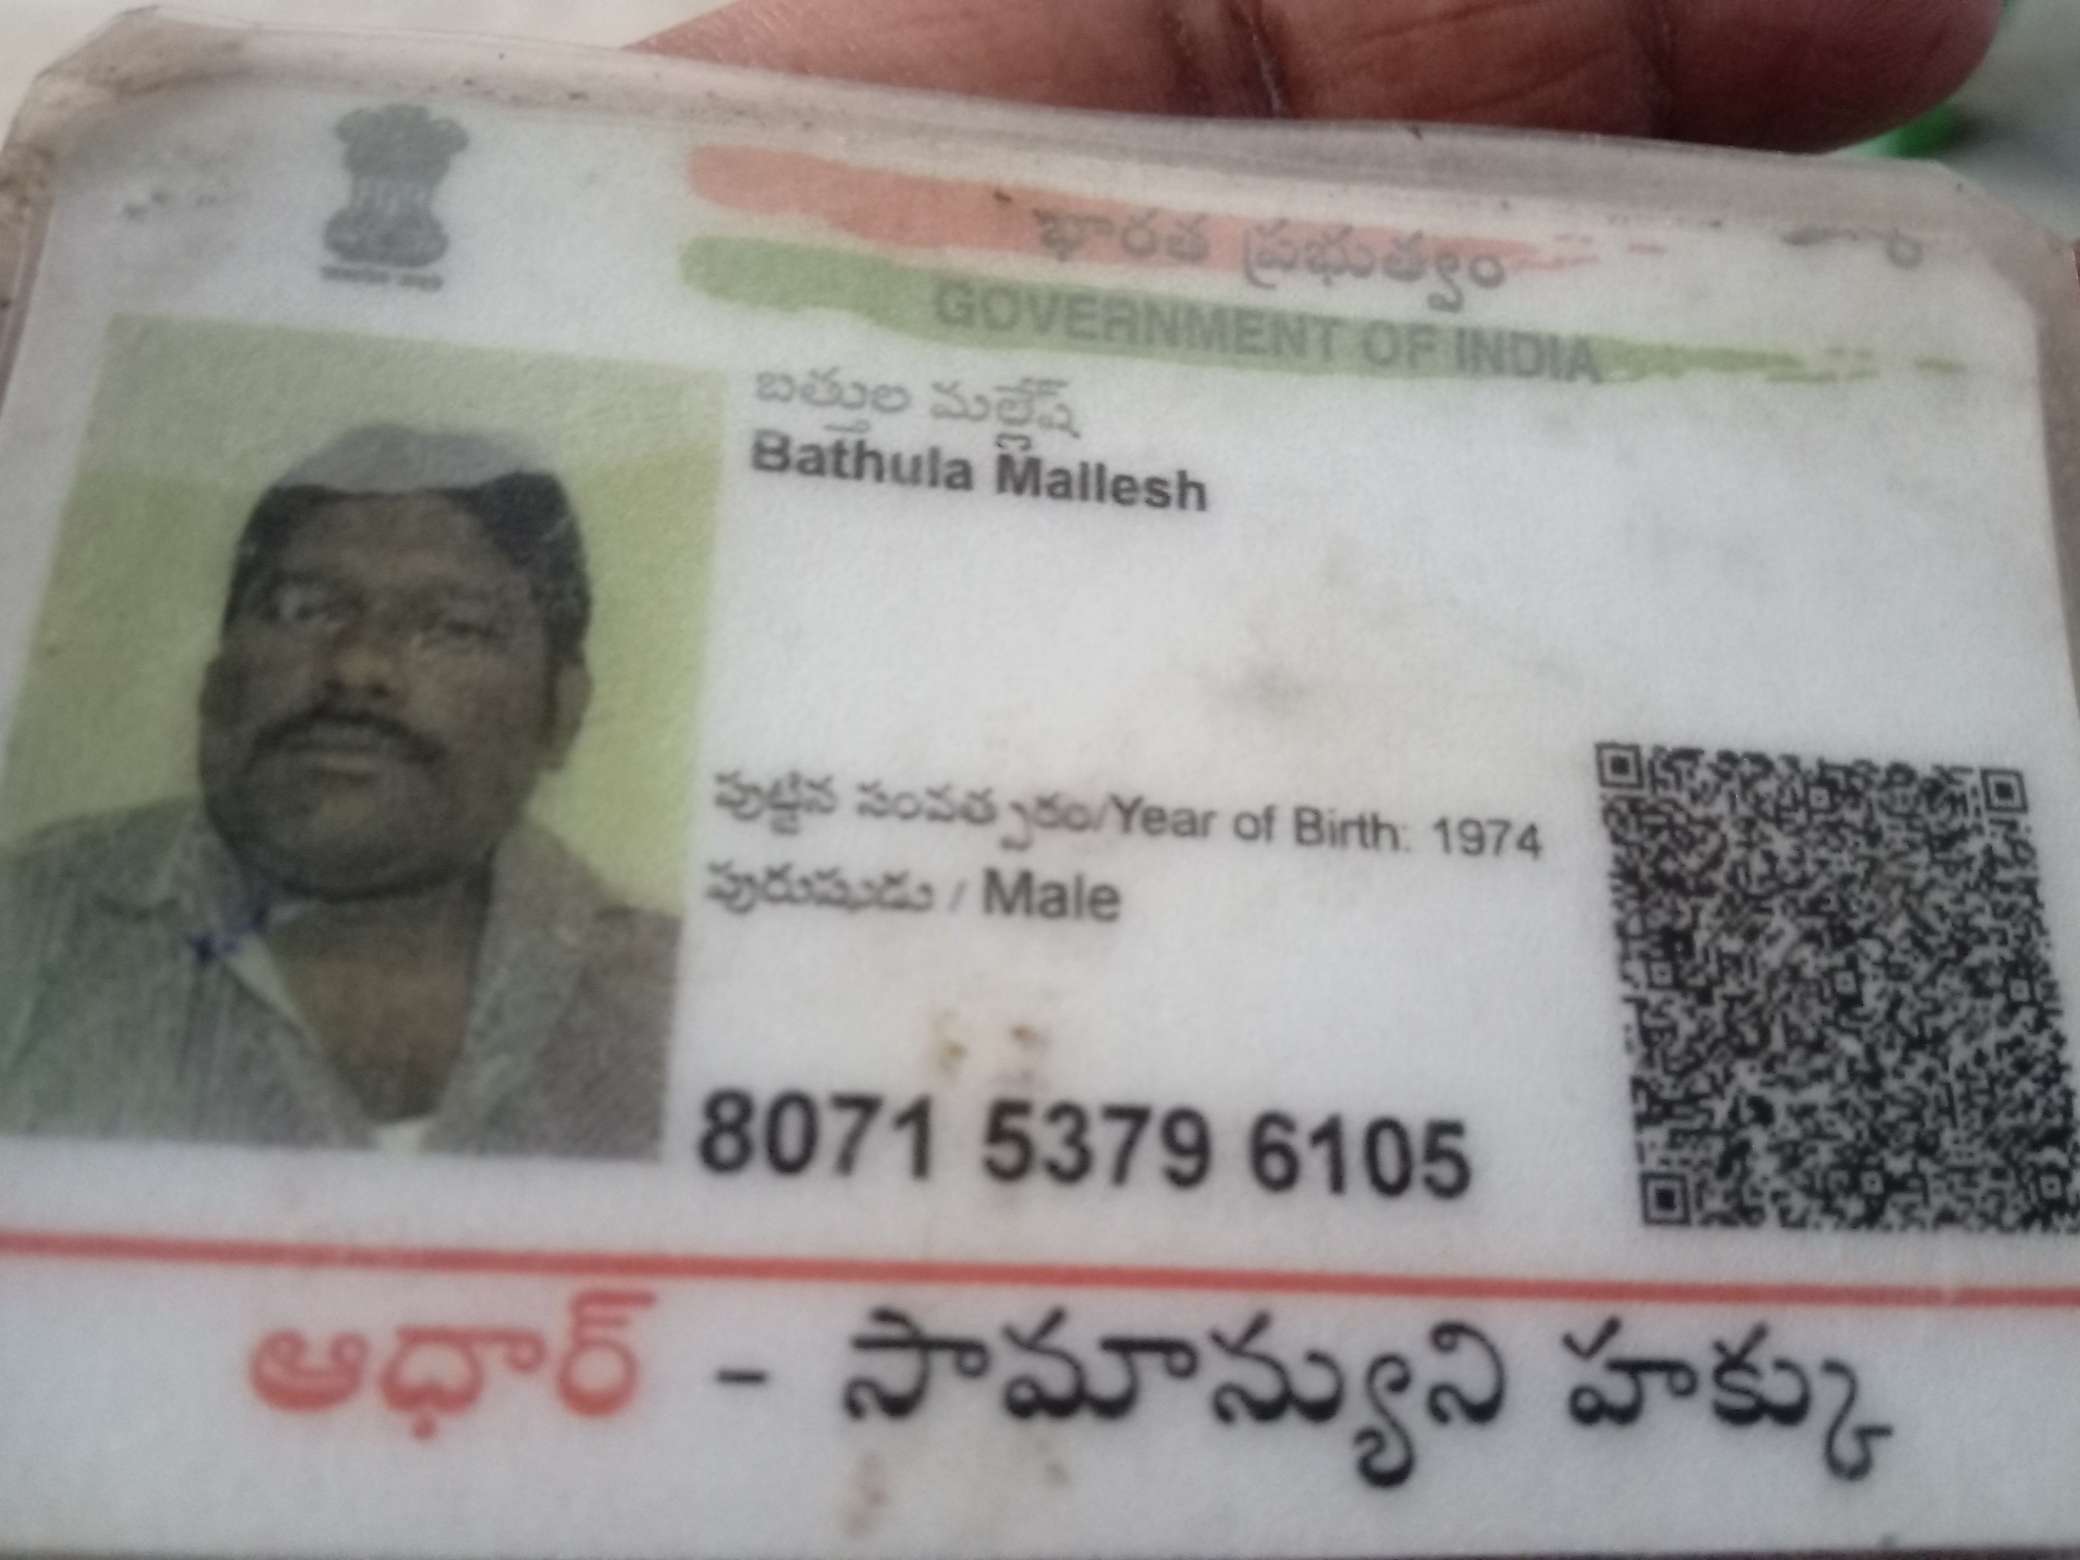 భారత ప్రభుత్వం
GOVERNMENT OF INDIA
బత్తుల మల్లేష్
Bathula Mallesh
పుట్టిన సంవత్సరం/Year of Birth: 1974
పురుషుడు / Male
8071 5379 6105
ఆధార్ - సామాన్యుని హక్కు